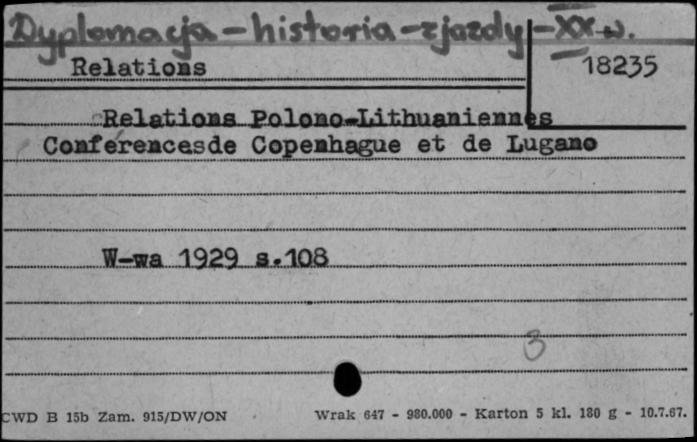 Dyplomacja - historia - zjazdy - XX w.
Relations
18235
Relations Polono-Lithuaniennes
Conférencesde Copenhague et de Lugano
W-wa 1929 s.108
3
CWD B 15b Zam. 915/DW/ON Wrak 647 - 980.000 - Karton 5 kl. 180 g - 10.7.67.